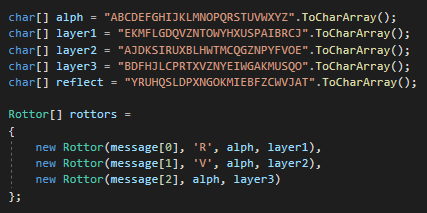 char[] alph = "ABCDEFGHIJKLMNOPQRSTUVWXYZ".ToCharArray();
char[] layer1 = "EKMFLGDQVZNTOWYHXUSPAIBRCJ".ToCharArray();
char[] layer2 = "AJDKSIRUXBLHWTMCQGZNPYFVOE".ToCharArray();
char[] layer3 = "BDFHJLCPRTXVZNYEIWGAKMUSQO".ToCharArray();
char[] reflect = "YRUHQSLDPXNGOKMIEBFZCWVJAT".ToCharArray();
Rottor[] rottors =
{
new Rottor(message[0], 'R', alph, layer1),
new Rottor(message[1], 'V', alph, layer2),
new Rottor(message[2], alph, layer3)
};